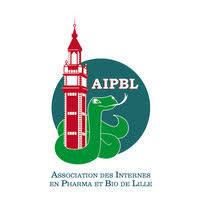 AIPBL
Association des Internes
en Pharma et Bio de Lille